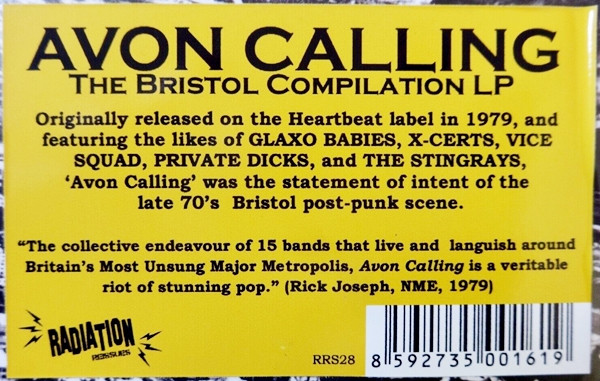 AVON CALLING
THE BRISTOL COMPILATION LP
Originally released on the Heartbeat label in 1979, and
featuring the likes of GLAXO BABIES, X-CERTS, VICE
SQUAD, PRIVATE DICKS, and THE STINGRAYS,
‘Avon Calling’ was the statement of intent of the
late 70’s Bristol post-punk scene.
“The collective endeavour of 15 bands that live and languish around
Britain’s Most Unsung Major Metropolis, Avon Calling is a veritable
riot of stunning pop.” (Rick Joseph, NME, 1979)
RADIATION
REISSUES
RRS28
8 592735 001619